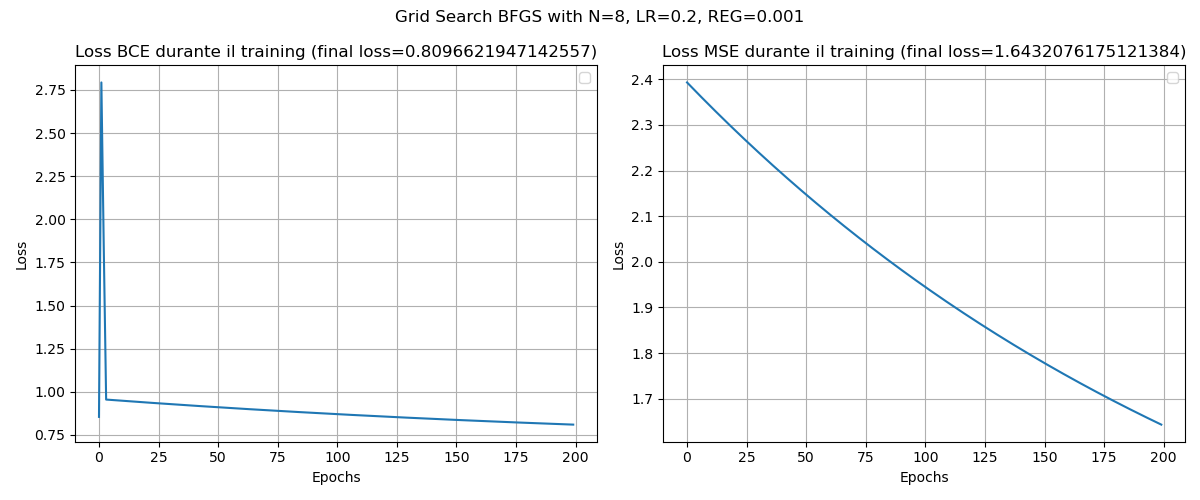 Grid Search BFGS with N=8, LR=0.2, REG=0.001
Loss BCE durante il training (final loss=0.8096621947142557)
2.75
2.50
2.25
2.00
1.75
1.50
1.25
1.00
0.75
Loss
0 25 50 75 100 125 150 175 200
Epochs
Loss MSE durante il training (final loss=1.6432076175121384)
2.4
2.3
2.2
2.1
2.0
1.9
1.8
1.7
Loss
0 25 50 75 100 125 150 175 200
Epochs